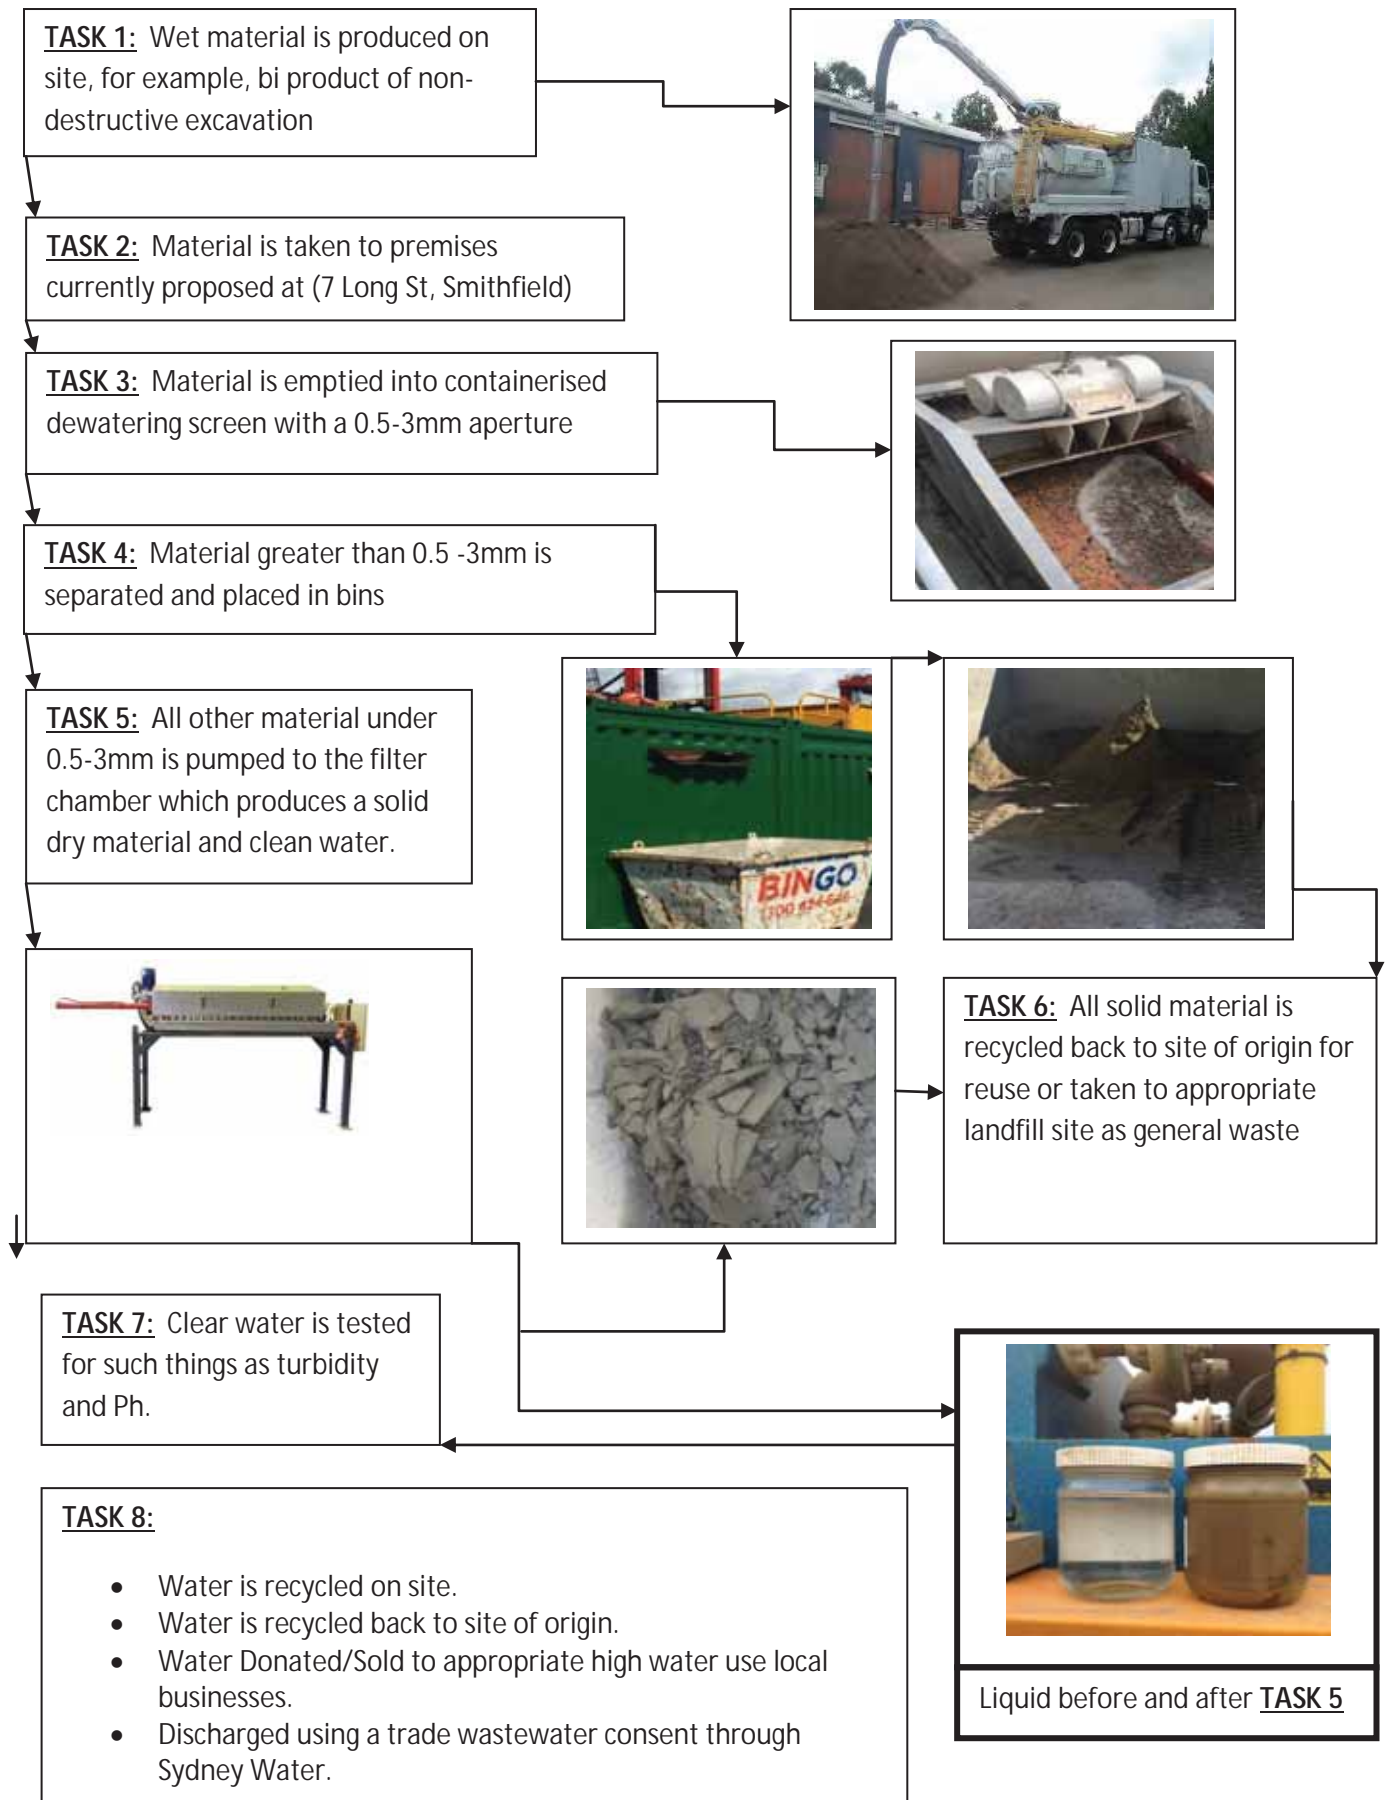 TASK 1: Wet material is produced on
site, for example, bi product of non-
destructive excavation
TASK 2: Material is taken to premises
currently proposed at (7 Long St, Smithfield)
TASK 3: Material is emptied into containerised
dewatering screen with a 0.5-3mm aperture
TASK 4: Material greater than 0.5 -3mm is
separated and placed in bins
TASK 5: All other material under
0.5-3mm is pumped to the filter
chamber which produces a solid
dry material and clean water.
BINGO
TASK 6: All solid material is
recycled back to site of origin for
reuse or taken to appropriate
landfill site as general waste
TASK 7: Clear water is tested
for such things as turbidity
and Ph.
TASK 8:
• Water is recycled on site.
• Water is recycled back to site of origin.
• Water Donated/Sold to appropriate high water use local
businesses.
• Discharged using a trade wastewater consent through
Sydney Water.
Liquid before and after TASK 5